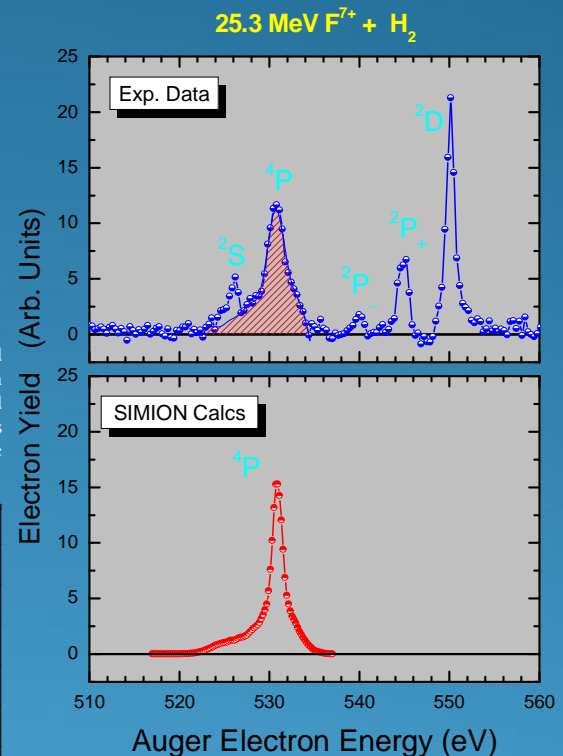 25.3 MeV F⁷⁺ + H₂
25
20
15
10
5
0
Exp. Data
²S
⁴P
²P₋
²P₊
²D
Electron Yield (Arb. Units)
25
20
15
10
5
0
SIMION Calcs
⁴P
510 520 530 540 550 560
Auger Electron Energy (eV)